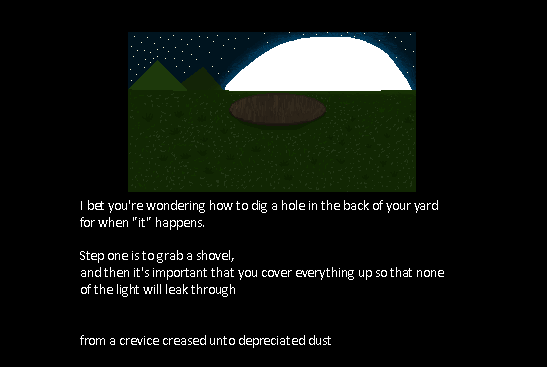 I bet you're wondering how to dig a hole in the back of your yard
for when "it" happens.
Step one is to grab a shovel,
and then it's important that you cover everything up so that none
of the light will leak through
from a crevice creased unto depreciated dust